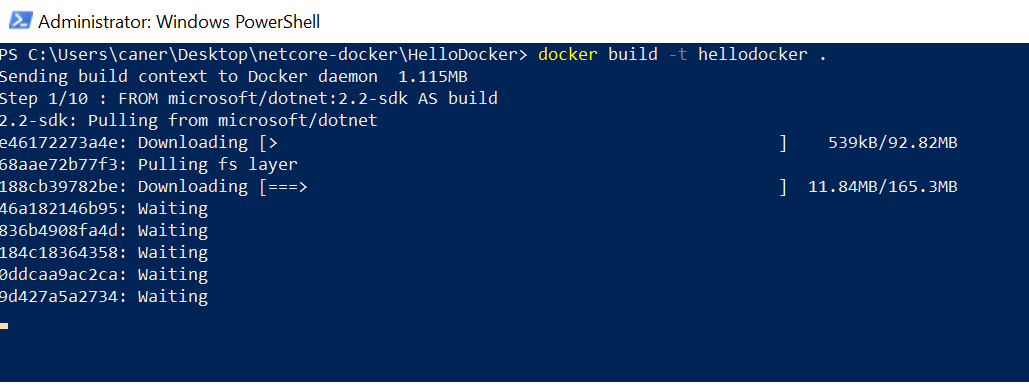 Administrator: Windows PowerShell
PS C:\Users\caner\Desktop\netcore-docker\HelloDocker> docker build -t hellodocker .
Sending build context to Docker daemon  1.115MB
Step 1/10 : FROM microsoft/dotnet:2.2-sdk AS build
2.2-sdk: Pulling from microsoft/dotnet
e46172273a4e: Downloading [>                                                  ]    539kB/92.82MB
68aae72b77f3: Pulling fs layer
188cb39782be: Downloading [===>                                               ]  11.84MB/165.3MB
46a182146b95: Waiting
836b4908fa4d: Waiting
184c18364358: Waiting
0ddcaa9ac2ca: Waiting
9d427a5a2734: Waiting